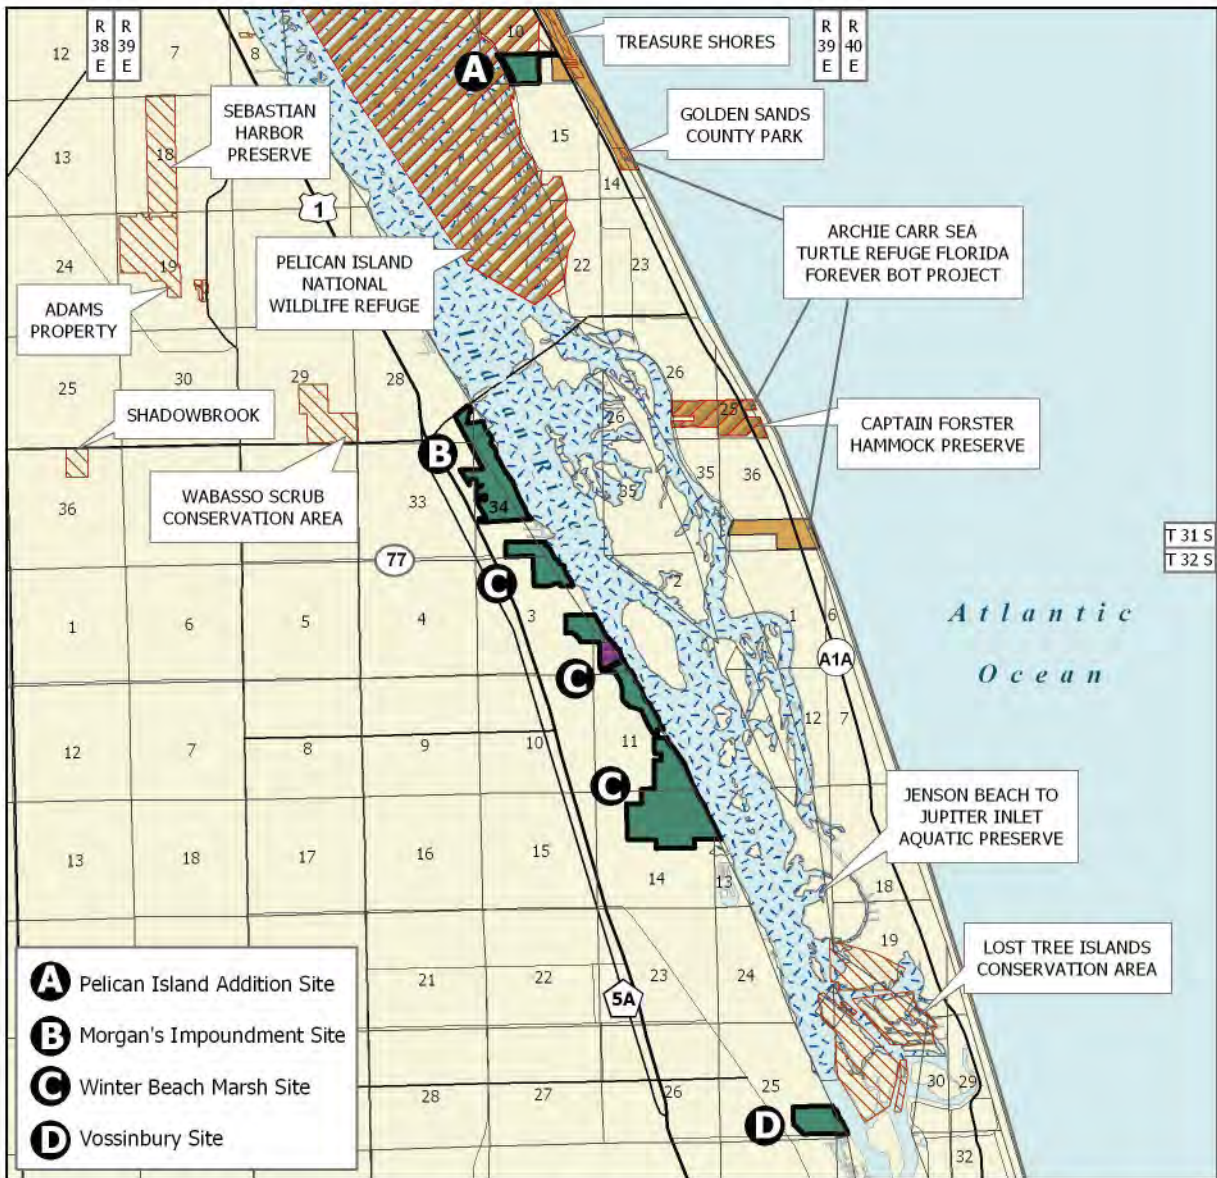 R
38
E
R
39
E
R
39
E
R
40
E
12
7
8
10
TREASURE SHORES
A
SEBASTIAN
HARBOR
PRESERVE
GOLDEN SANDS
COUNTY PARK
15
13
18
14
1
ARCHIE CARR SEA
TURTLE REFUGE FLORIDA
FOREVER BOT PROJECT
PELICAN ISLAND
NATIONAL
WILDLIFE REFUGE
24
19
22
23
ADAMS
PROPERTY
Indian River
25
30
29
28
26
26
25
SHADOWBROOK
CAPTAIN FORSTER
HAMMOCK PRESERVE
B
WABASSO SCRUB
CONSERVATION AREA
36
33
34
35
35
36
T 31 S
T 32 S
77
C
2
1
6
5
4
3
1
6
Atlantic
Ocean
A1A
C
12
7
8
9
10
11
12
7
C
JENSON BEACH TO
JUPITER INLET
AQUATIC PRESERVE
13
18
17
16
15
14
13
18
19
LOST TREE ISLANDS
CONSERVATION AREA
21
22
23
24
5A
A Pelican Island Addition Site
B Morgan's Impoundment Site
C Winter Beach Marsh Site
D Vossinbury Site
28
27
26
25
30
29
D
32